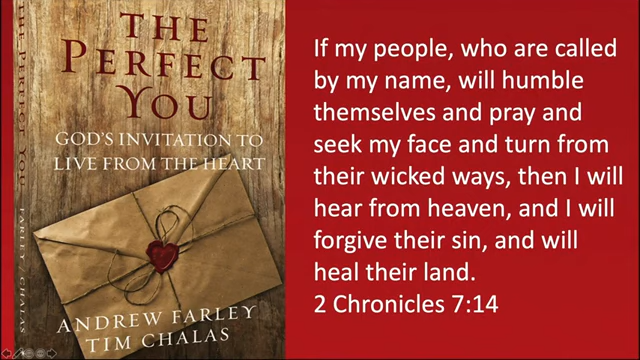 THE PERFECT YOU
FARLEY / CHALAS
THE
PERFECT
YOU
GOD'S INVITATION TO
LIVE FROM THE HEART
ANDREW FARLEY
TIM CHALAS
If my people, who are called
by my name, will humble
themselves and pray and
seek my face and turn from
their wicked ways, then I will
hear from heaven, and I will
forgive their sin, and will
heal their land.
2 Chronicles 7:14